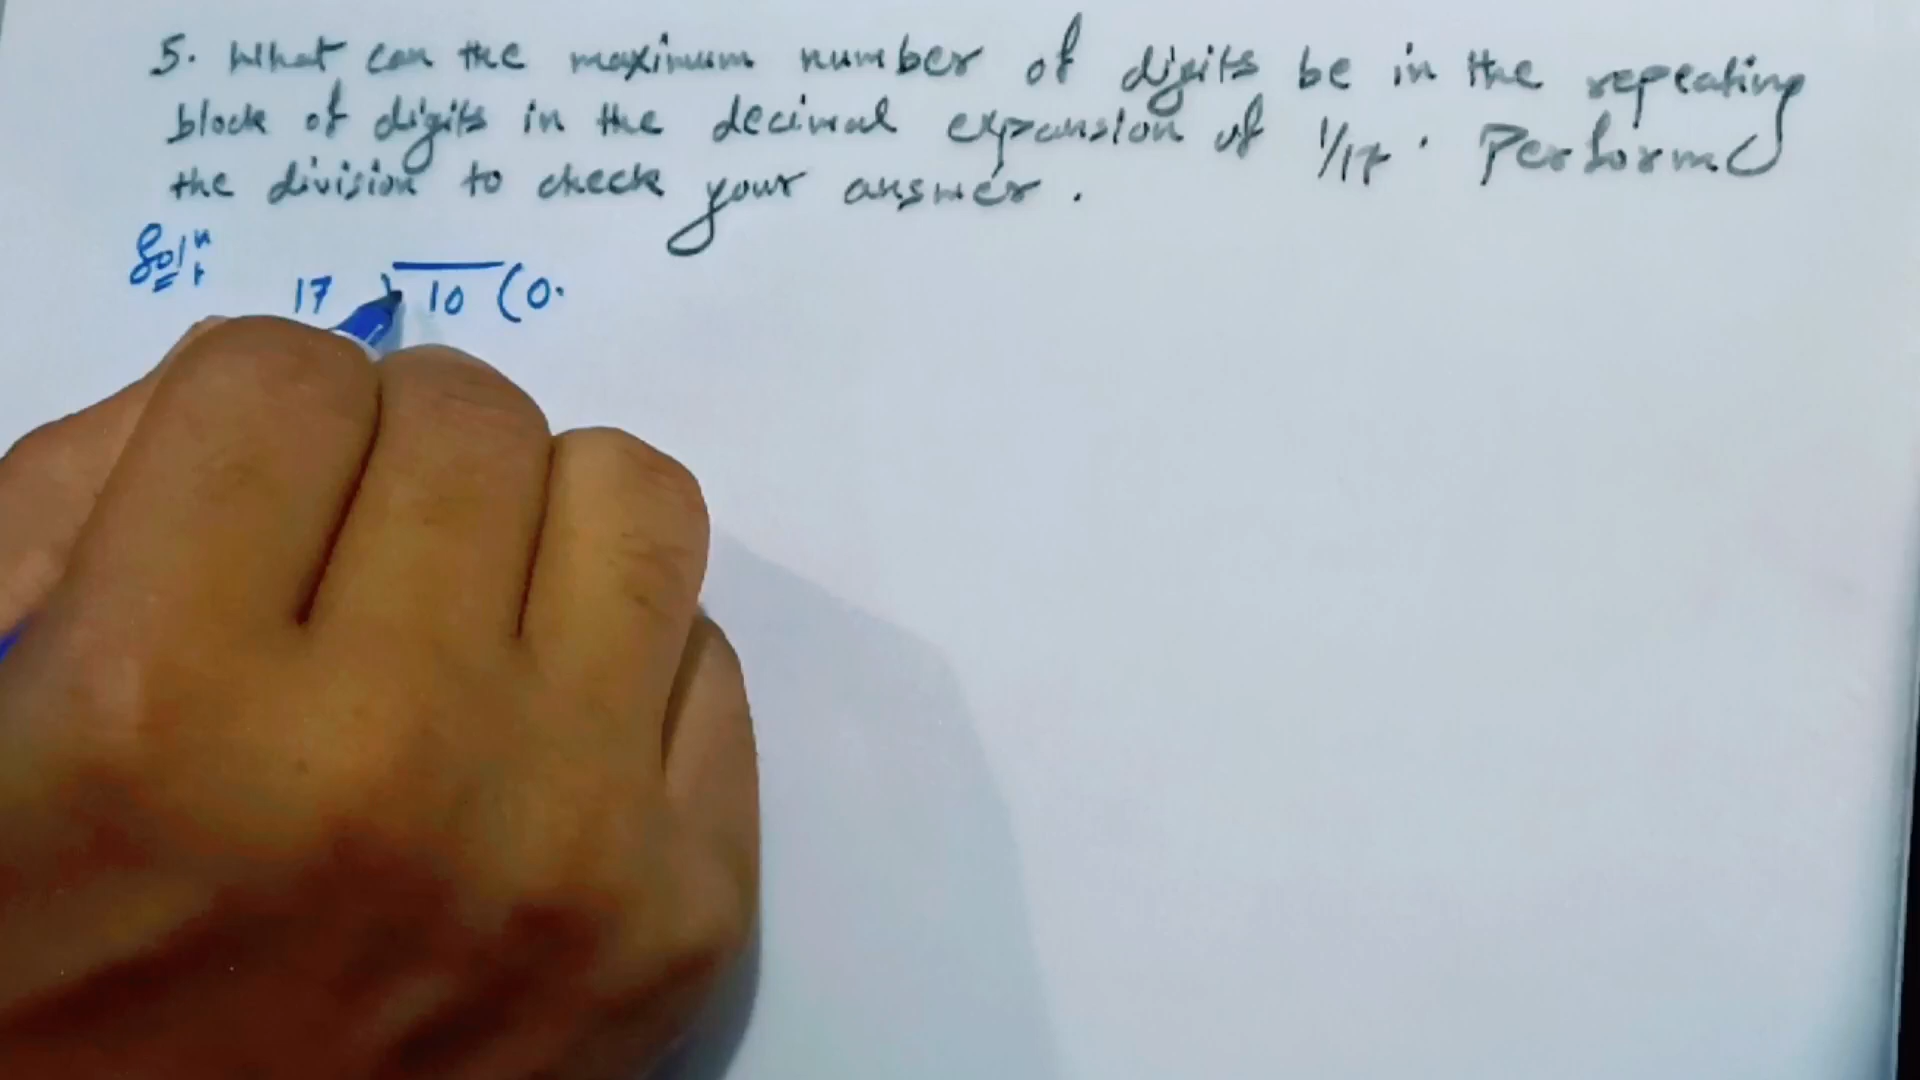 5. What can the maximum number of digits be in the repeating
block of digits in the decimal expansion of 1/17. Perform
the division to check your answer.
Solⁿ:
17 ) 10 ( 0.